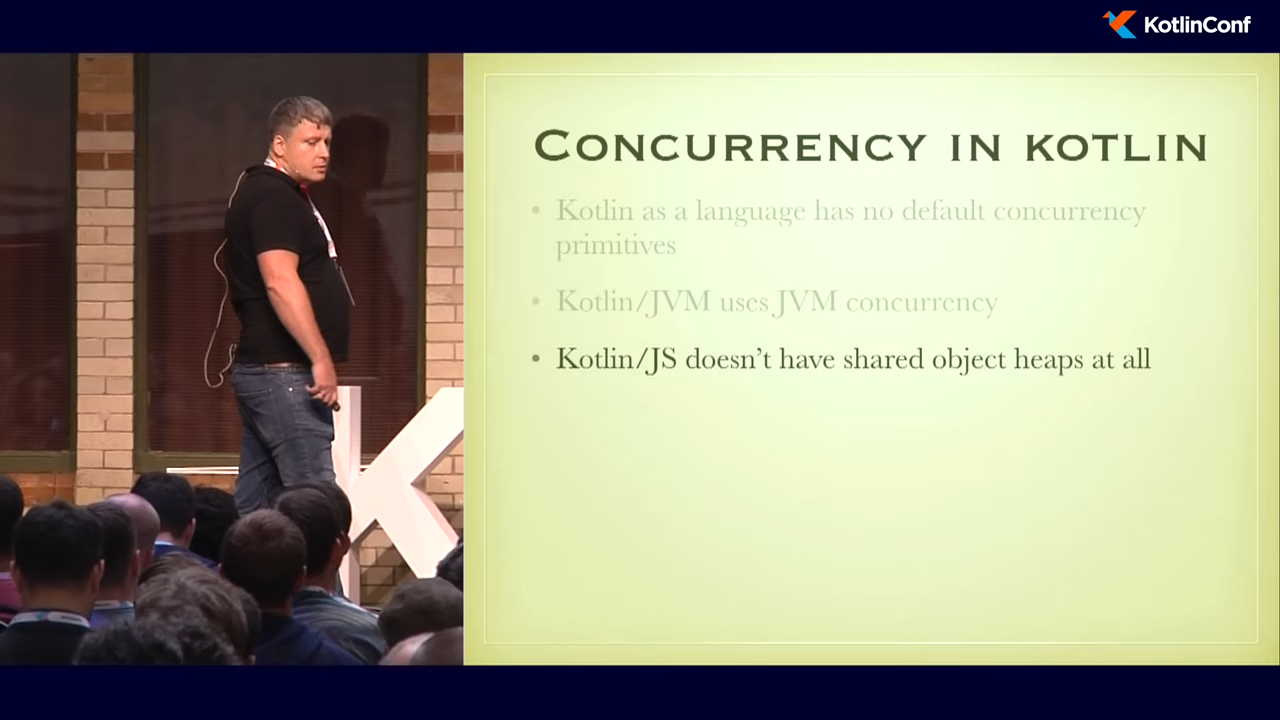 KotlinConf
CONCURRENCY IN KOTLIN
• Kotlin as a language has no default concurrency
primitives
• Kotlin/JVM uses JVM concurrency
• Kotlin/JS doesn’t have shared object heaps at all
K